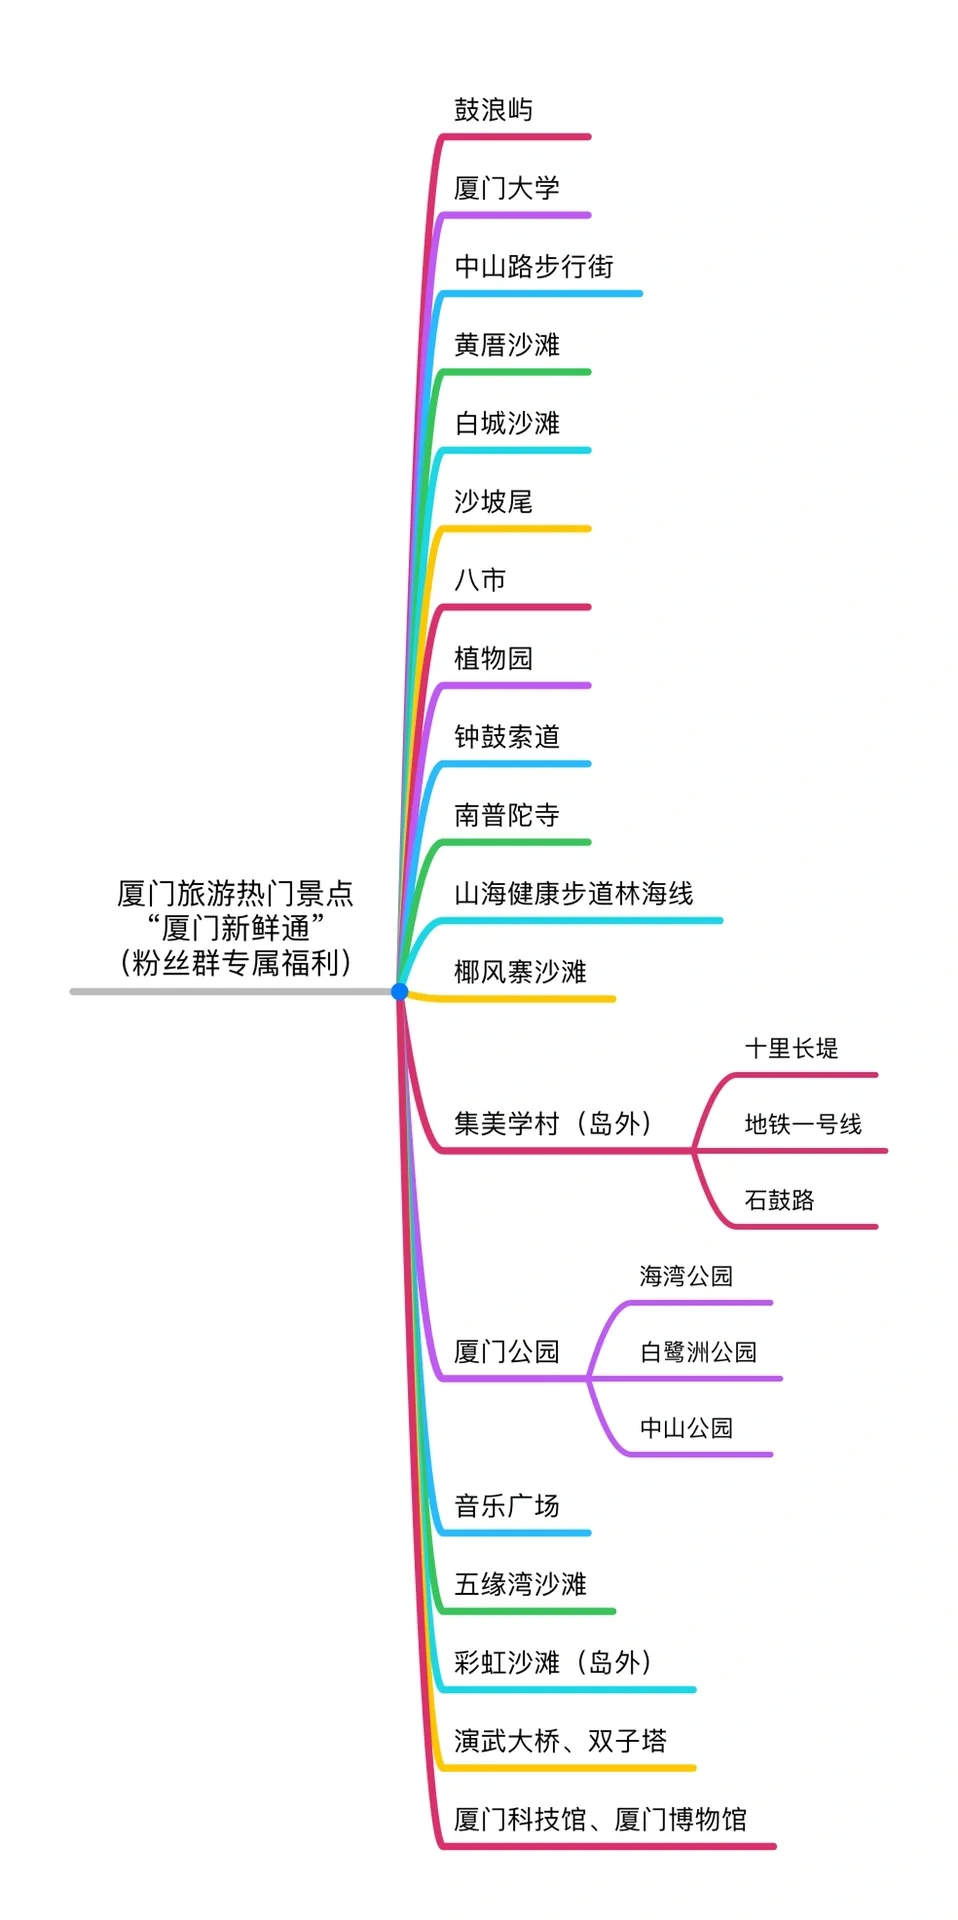 厦门旅游热门景点
“厦门新鲜通”
（粉丝群专属福利）
鼓浪屿
厦门大学
中山路步行街
黄厝沙滩
白城沙滩
沙坡尾
八市
植物园
钟鼓索道
南普陀寺
山海健康步道林海线
椰风寨沙滩
集美学村（岛外）
十里长堤
地铁一号线
石鼓路
厦门公园
海湾公园
白鹭洲公园
中山公园
音乐广场
五缘湾沙滩
彩虹沙滩（岛外）
演武大桥、双子塔
厦门科技馆、厦门博物馆